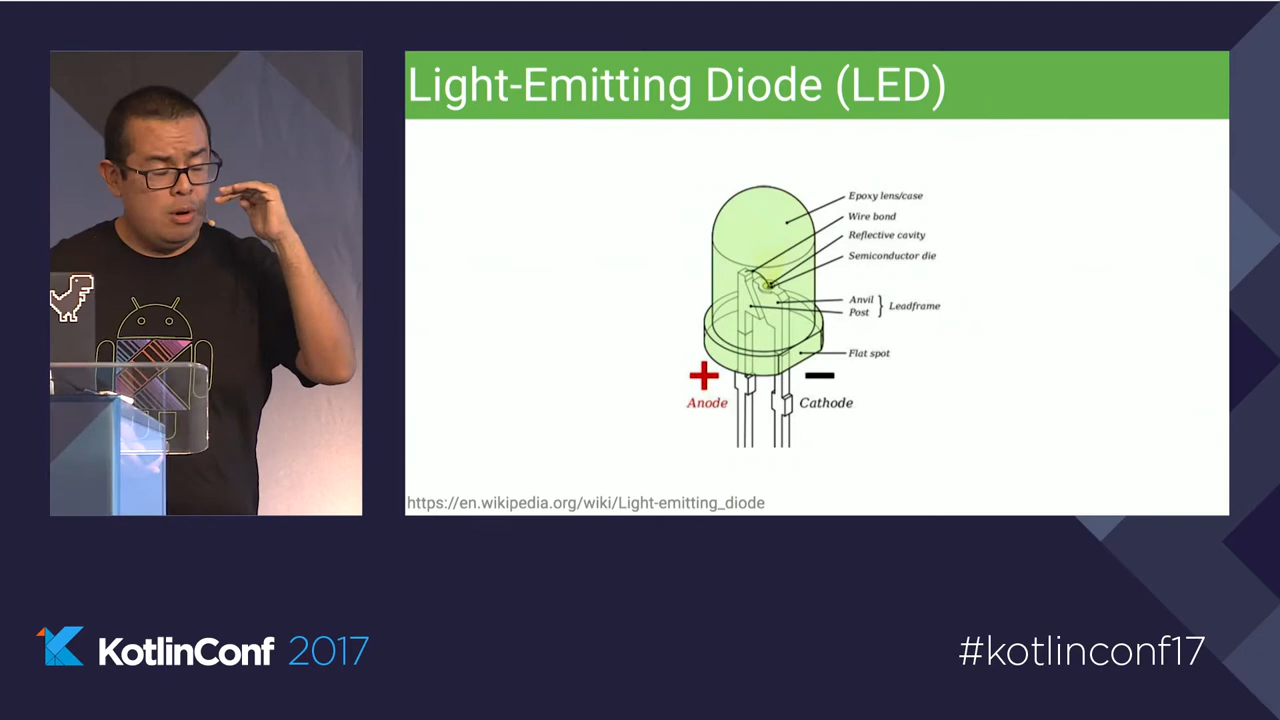 Light-Emitting Diode (LED)
Epoxy lens/case
Wire bond
Reflective cavity
Semiconductor die
Anvil
Post
Leadframe
Flat spot
+ −
Anode
Cathode
https://en.wikipedia.org/wiki/Light-emitting_diode
KotlinConf 2017
#kotlinconf17